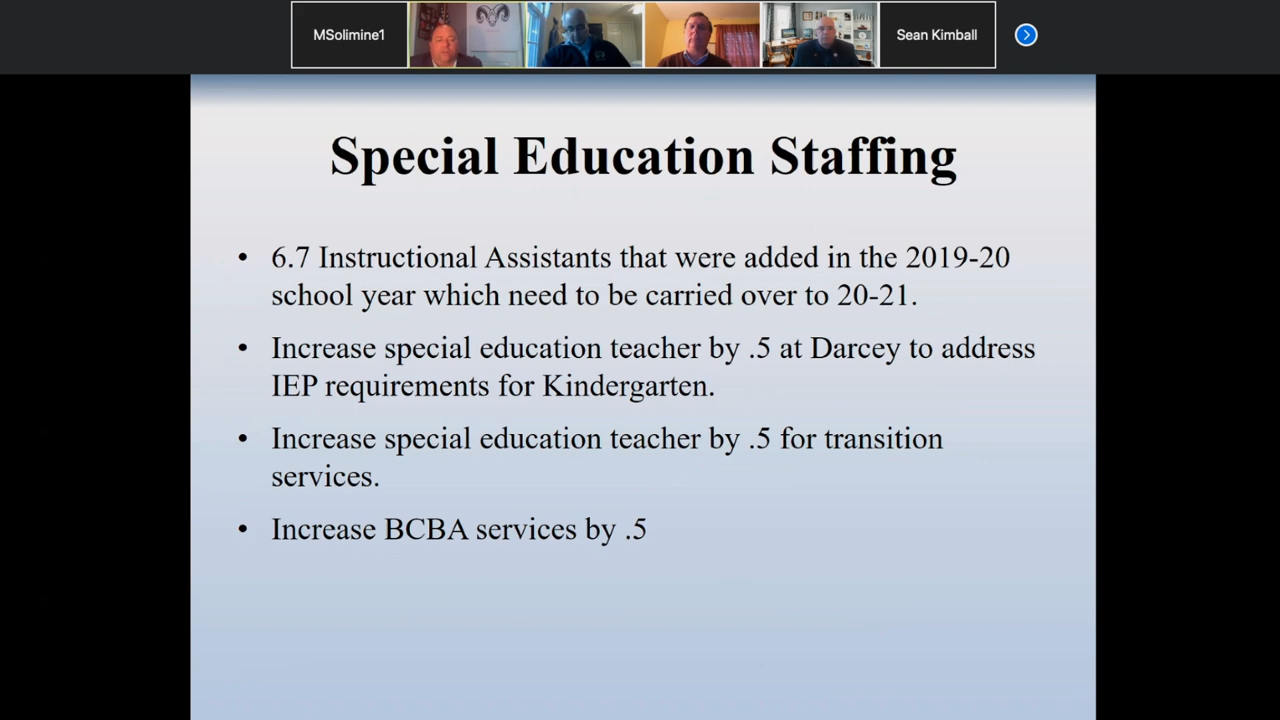 MSolimine1
Sean Kimball
Special Education Staffing
• 6.7 Instructional Assistants that were added in the 2019-20
school year which need to be carried over to 20-21.
• Increase special education teacher by .5 at Darcey to address
IEP requirements for Kindergarten.
• Increase special education teacher by .5 for transition
services.
• Increase BCBA services by .5